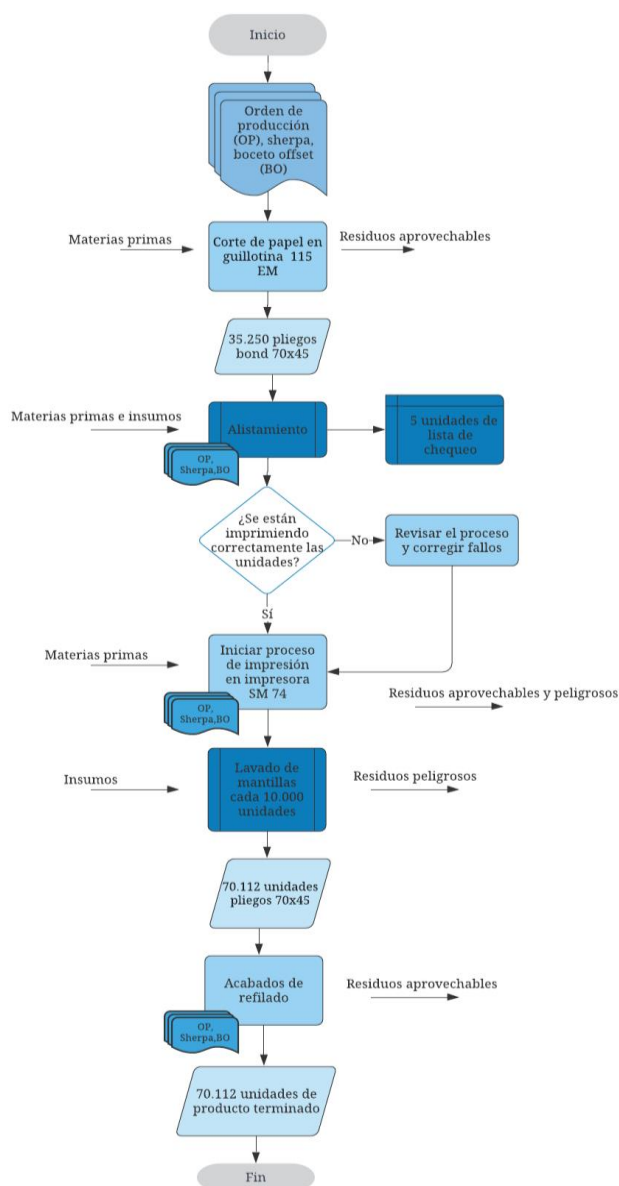 Inicio
Orden de
producción
(OP), sherpa,
boceto offset
(BO)
Materias primas
Corte de papel en
guillotina 115
EM
Residuos aprovechables
35.250 pliegos
bond 70x45
Materias primas e insumos
Alistamiento
5 unidades de
lista de
chequeo
OP,
Sherpa,BO
¿Se están
imprimiendo
correctamente las
unidades?
No
Revisar el proceso
y corregir fallos
Sí
Materias primas
Iniciar proceso
de impresión
en impresora
SM 74
Residuos aprovechables y peligrosos
OP,
Sherpa,BO
Insumos
Lavado de
mantillas
cada 10.000
unidades
Residuos peligrosos
70.112 unidades
pliegos 70x45
Acabados de
refilado
Residuos aprovechables
OP,
Sherpa,BO
70.112 unidades de
producto terminado
Fin